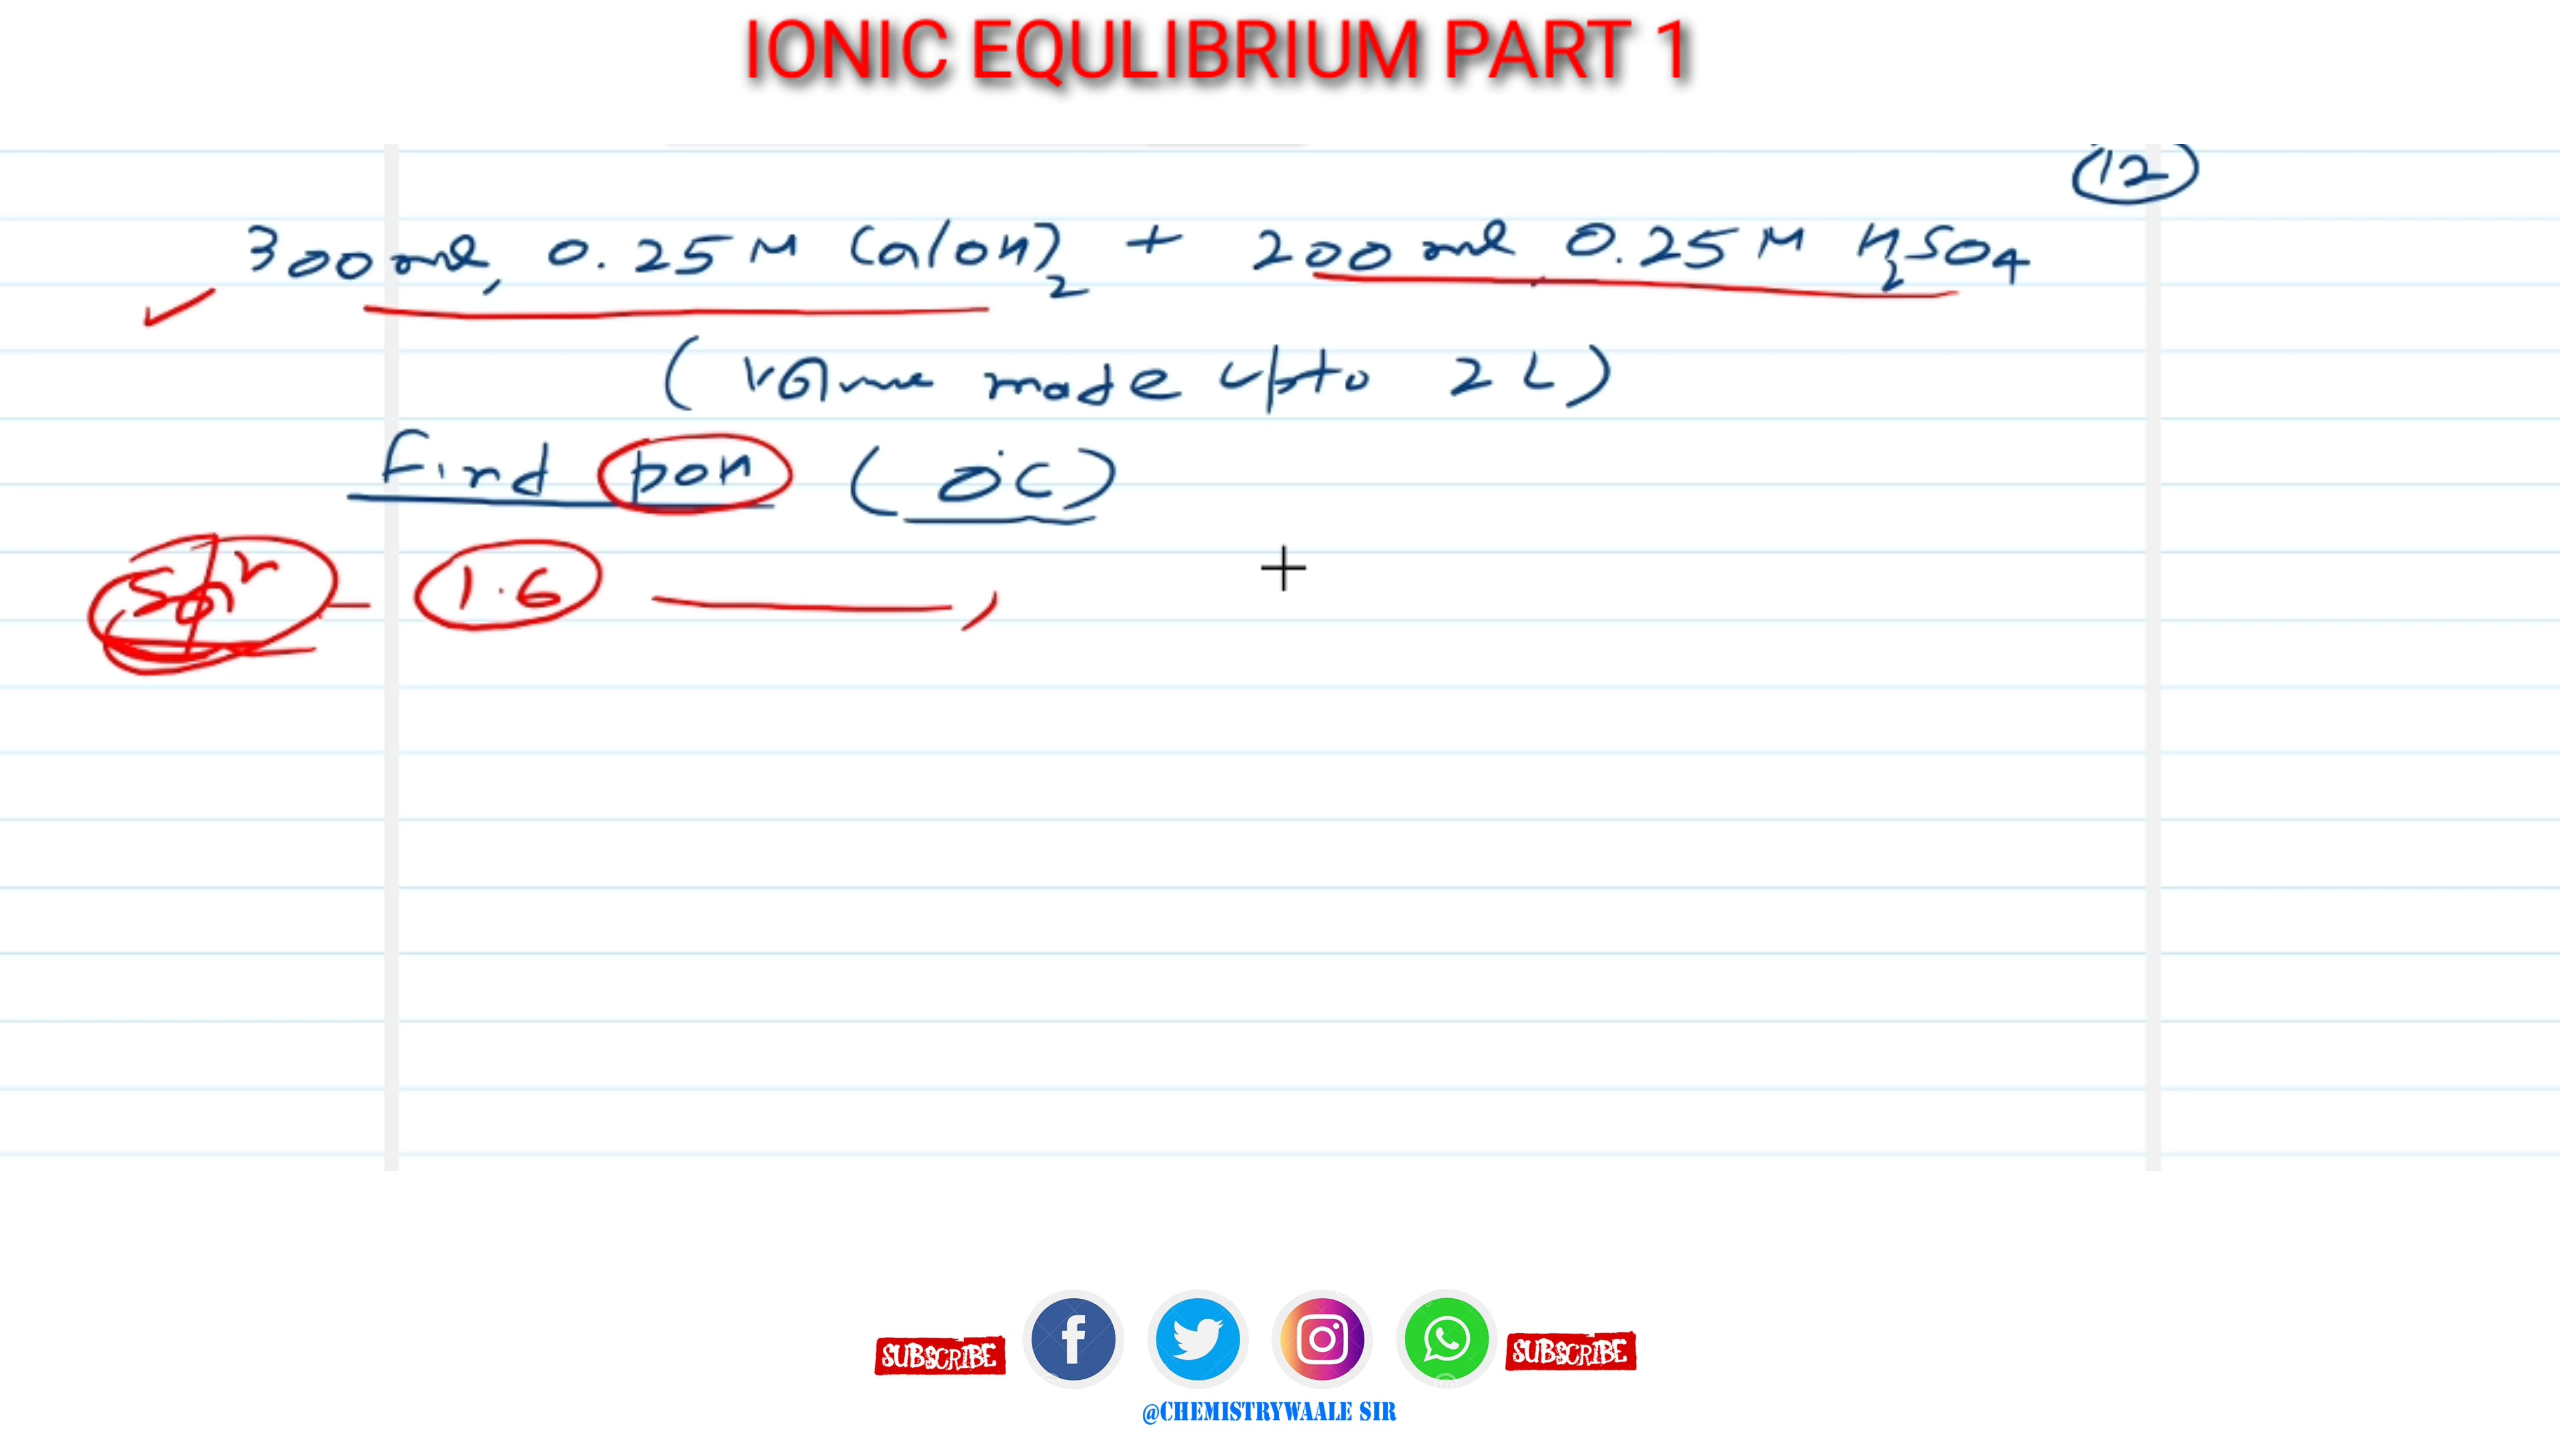 IONIC EQULIBRIUM PART 1
(12)
300 ml, 0.25 M Ca(OH)2 + 200 ml, 0.25 M H2SO4
(volume made upto 2 L)
Find pOH (0°C)
Solⁿ - 1.6
SUBSCRIBE
SUBSCRIBE
@CHEMISTRYWAALE SIR